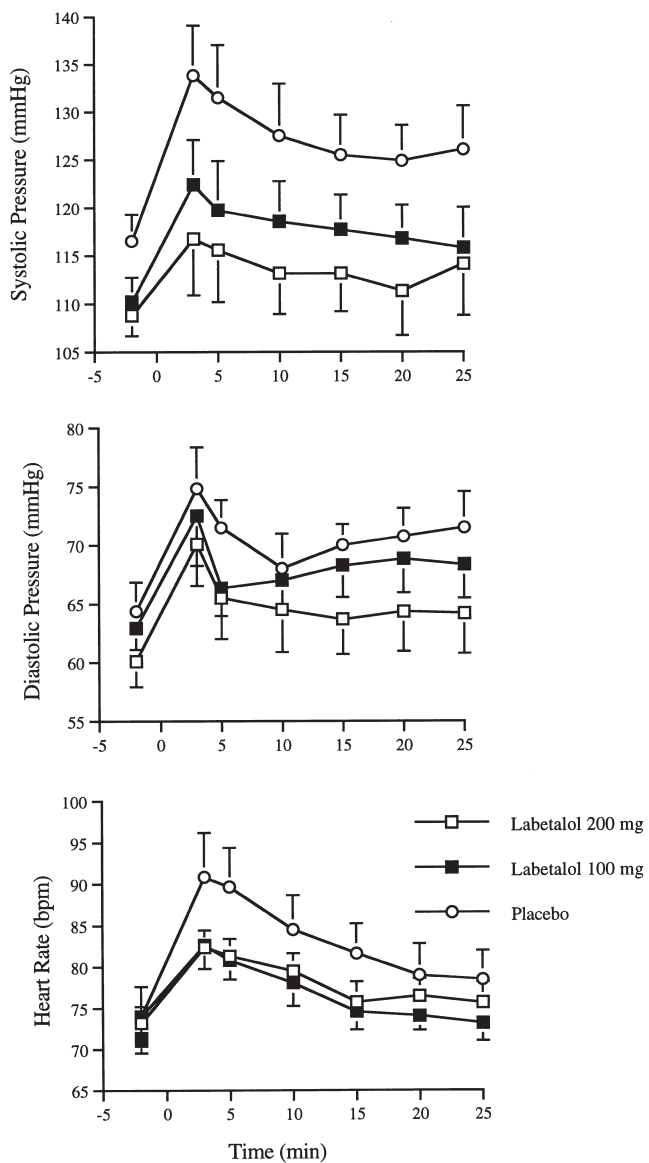 Systolic Pressure (mmHg)
140
135
130
125
120
115
110
105
-5 0 5 10 15 20 25
Diastolic Pressure (mmHg)
80
75
70
65
60
55
-5 0 5 10 15 20 25
Heart Rate (bpm)
100
95
90
85
80
75
70
65
Labetalol 200 mg
Labetalol 100 mg
Placebo
-5 0 5 10 15 20 25
Time (min)